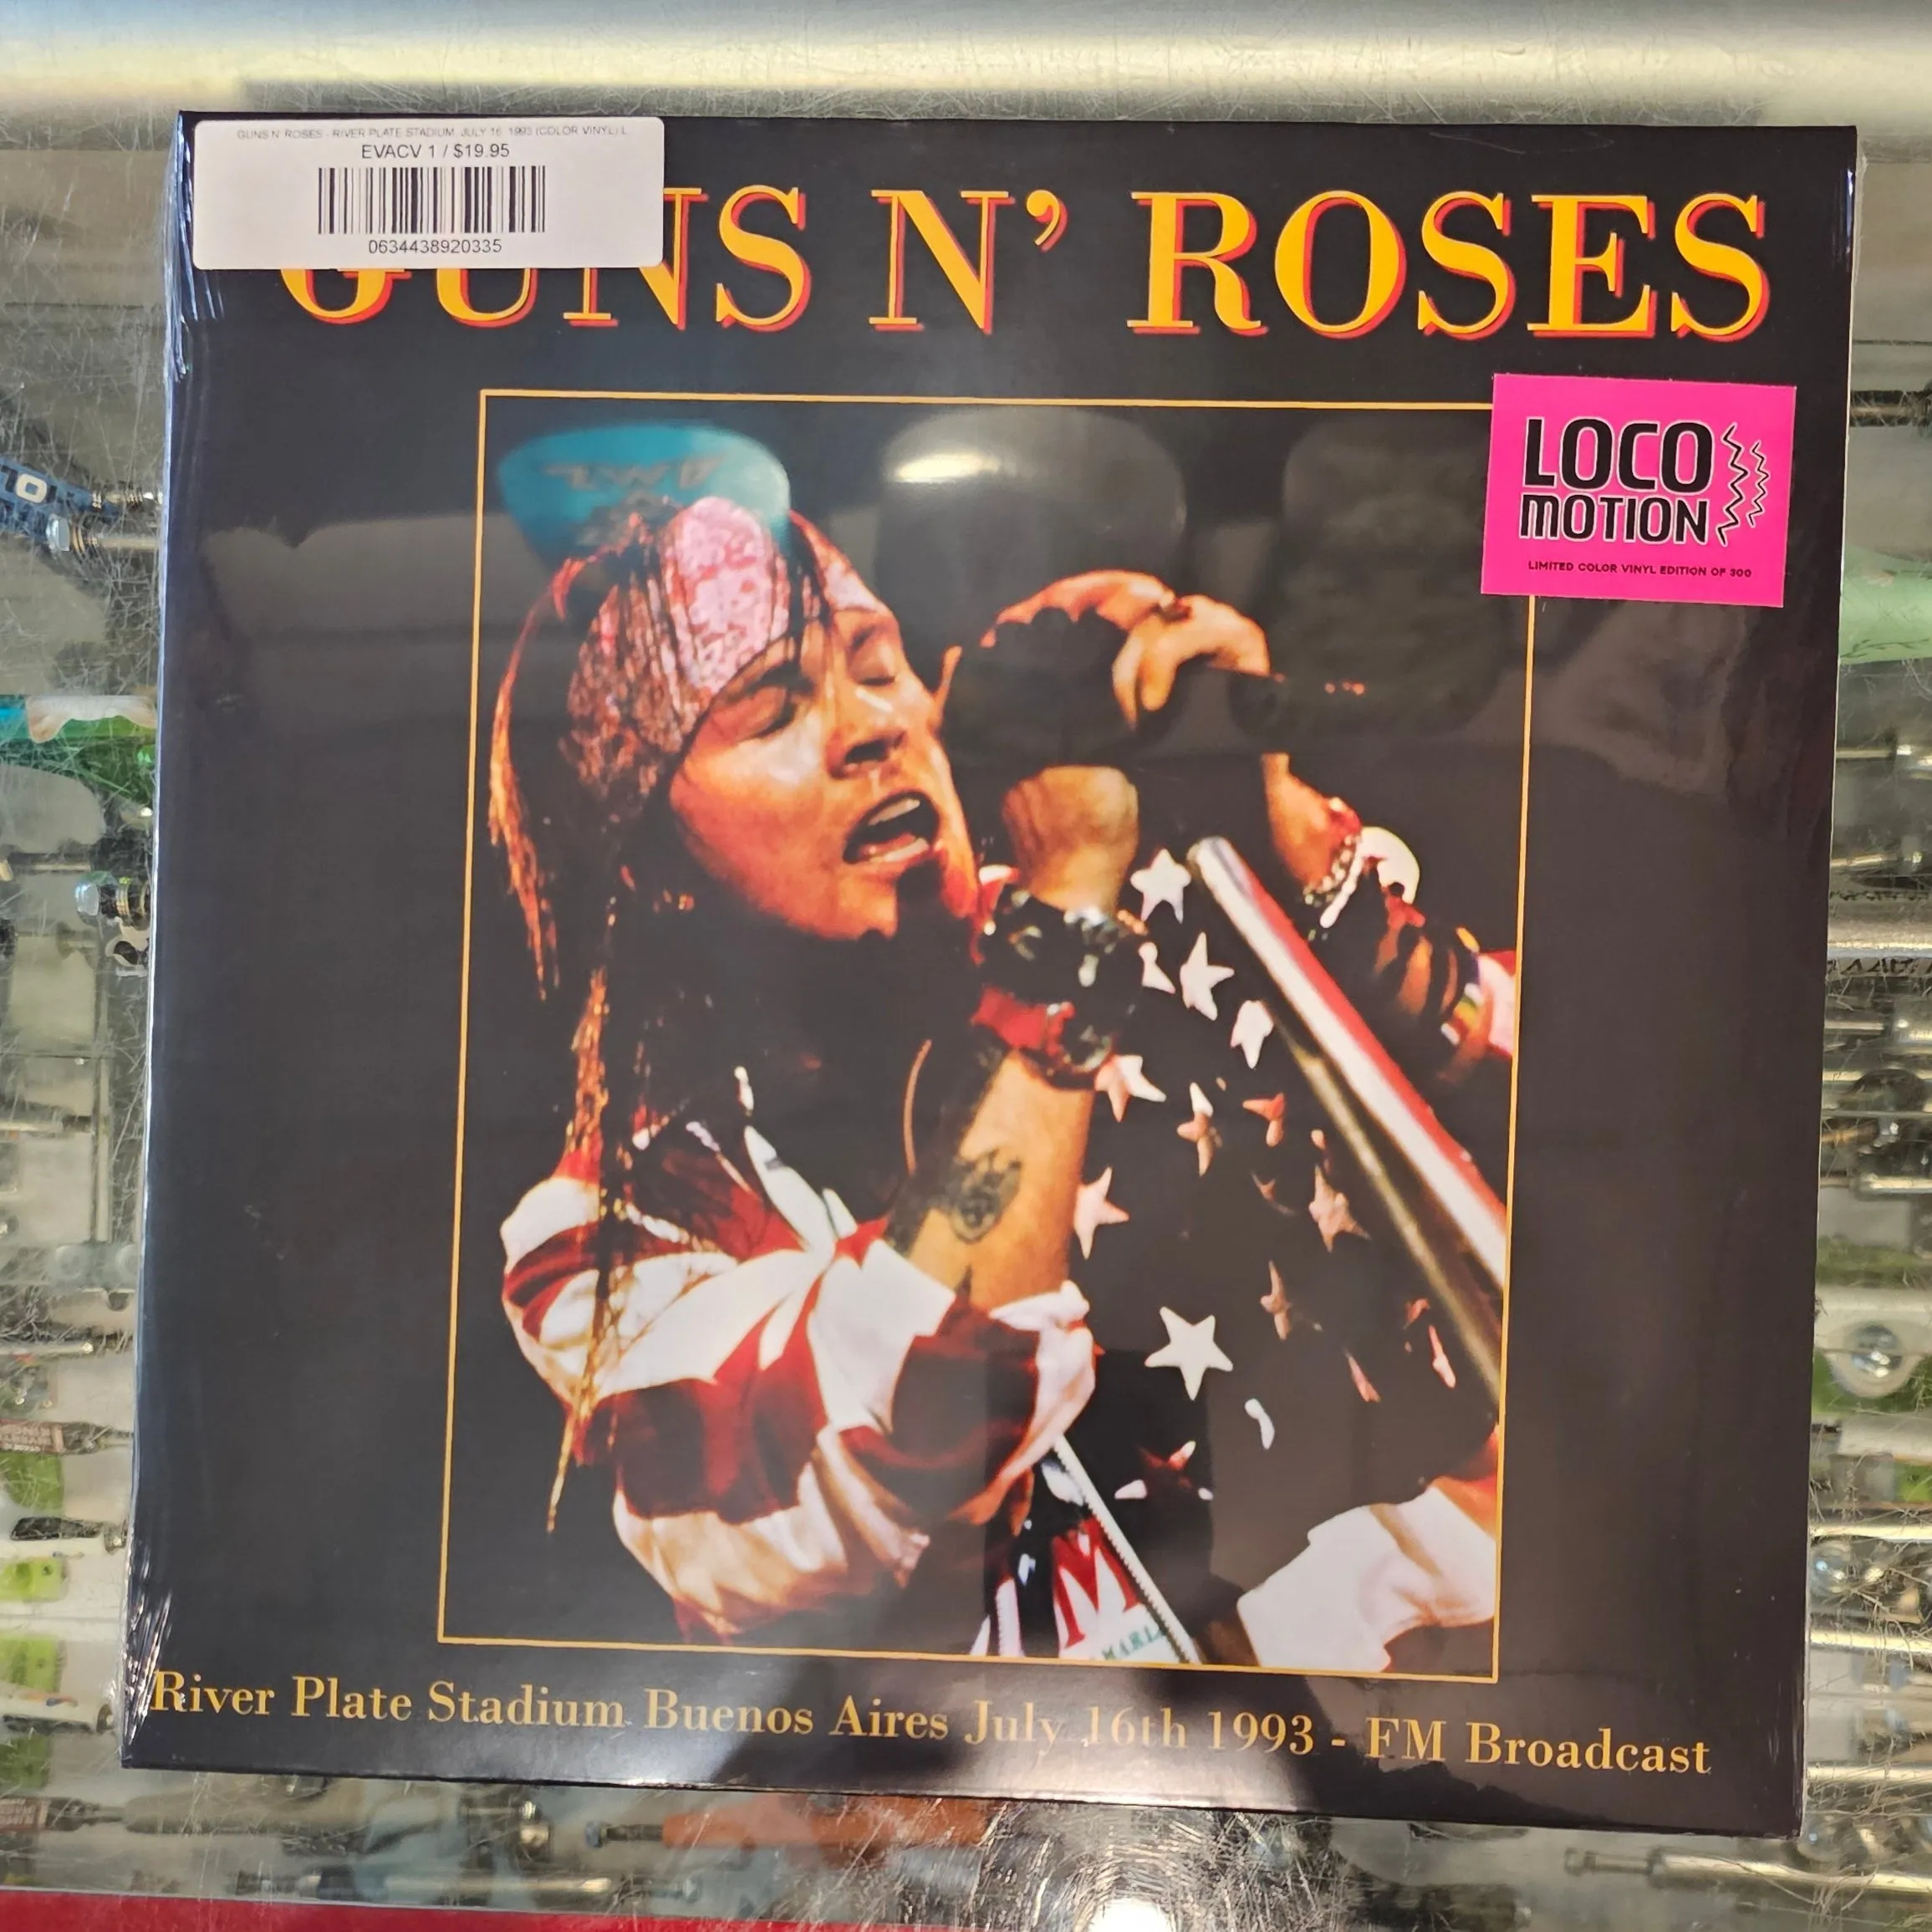 GUNS N' ROSES - RIVER PLATE STADIUM, JULY 16, 1993 (COLOR VINYL) L
EVACV 1 / $19.95
0634438920335
GUNS N' ROSES
LOCO
MOTION
LIMITED COLOR VINYL EDITION OF 300
River Plate Stadium Buenos Aires July 16th 1993 - FM Broadcast